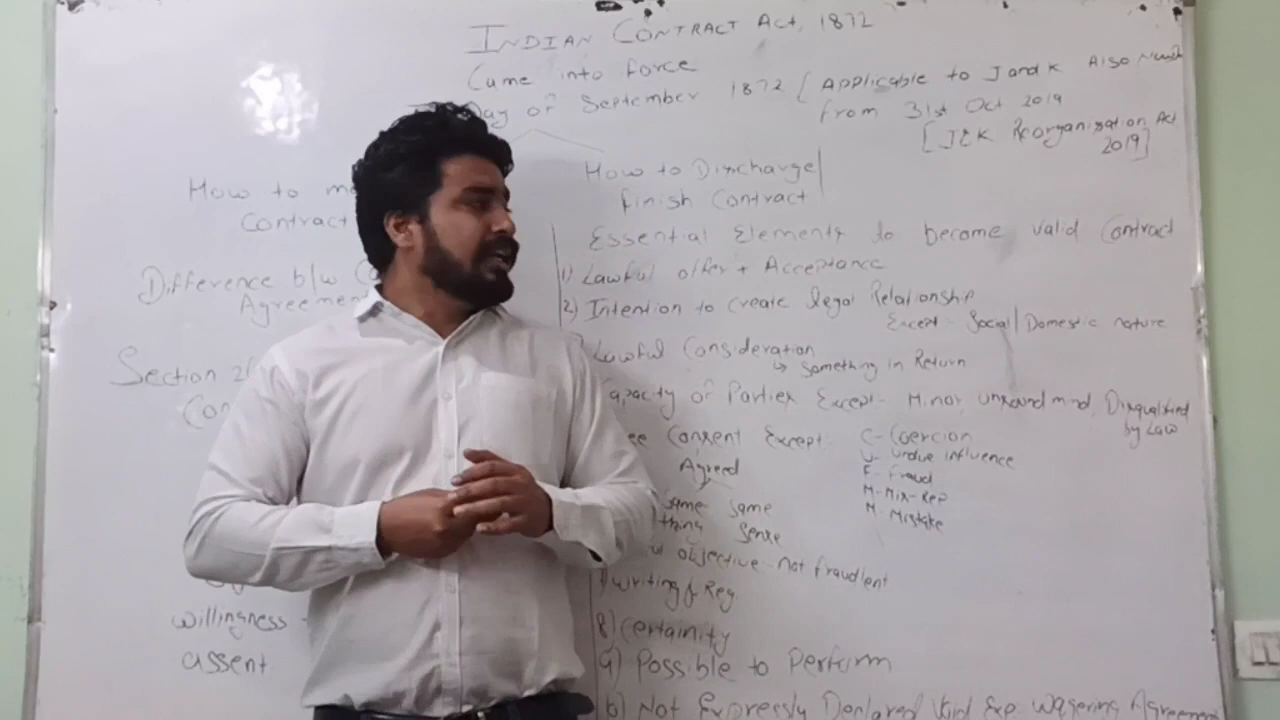 INDIAN CONTRACT ACT, 1872
Came into force
Day of September 1872 [ Applicable to J and K Also
from 31st Oct 2019
[J&K Reorganization Act
2019]
How to
Contract
How to Discharge/
finish Contract
Difference b/w
Agreement
Section 2(
Essential Elements to become valid Contract
1) Lawful offer + Acceptance
2) Intention to create legal Relationship
Except - Social/Domestic nature
Lawful Consideration
↳ Something in Return
Capacity of Parties Except - Minor, unsound mind, Disqualified
by Law
Consent Except - C - Coercion
U - undue influence
F - fraud
M - Mis-Rep
M - Mistake
Agreed
Same Same
thing Sense
objective - not fraudlent
) writing & Reg.
8) Certainity
9) Possible to Perform
10) Not Expressly Declared Void Exp wagering Agreement
willingness -
assent